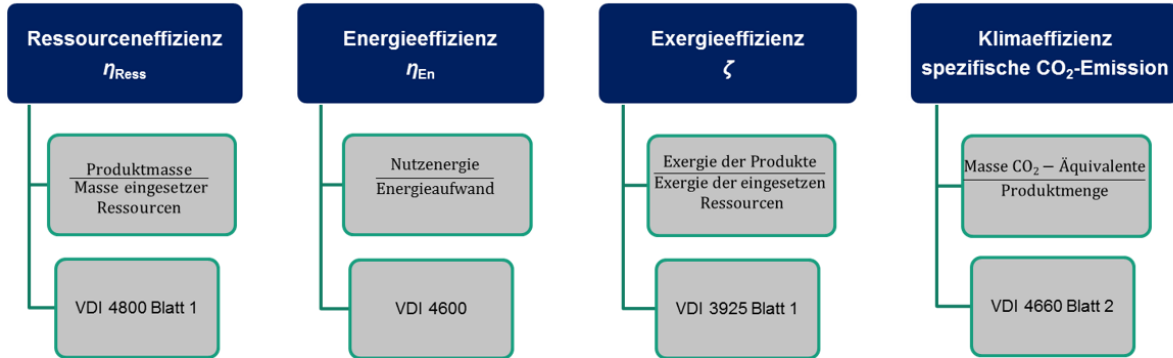 Ressourceneffizienz
η_Ress
Produktmasse
Masse eingesetzer
Ressourcen
VDI 4800 Blatt 1
Energieeffizienz
η_En
Nutzenergie
Energieaufwand
VDI 4600
Exergieeffizienz
ζ
Exergie der Produkte
Exergie der eingesetzen
Ressourcen
VDI 3925 Blatt 1
Klimaeffizienz
spezifische CO₂-Emission
Masse CO₂ − Äquivalente
Produktmenge
VDI 4660 Blatt 2